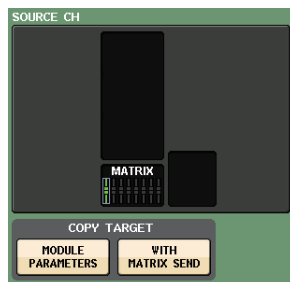 SOURCE CH
MATRIX
COPY TARGET
MODULE
PARAMETERS
WITH
MATRIX SEND